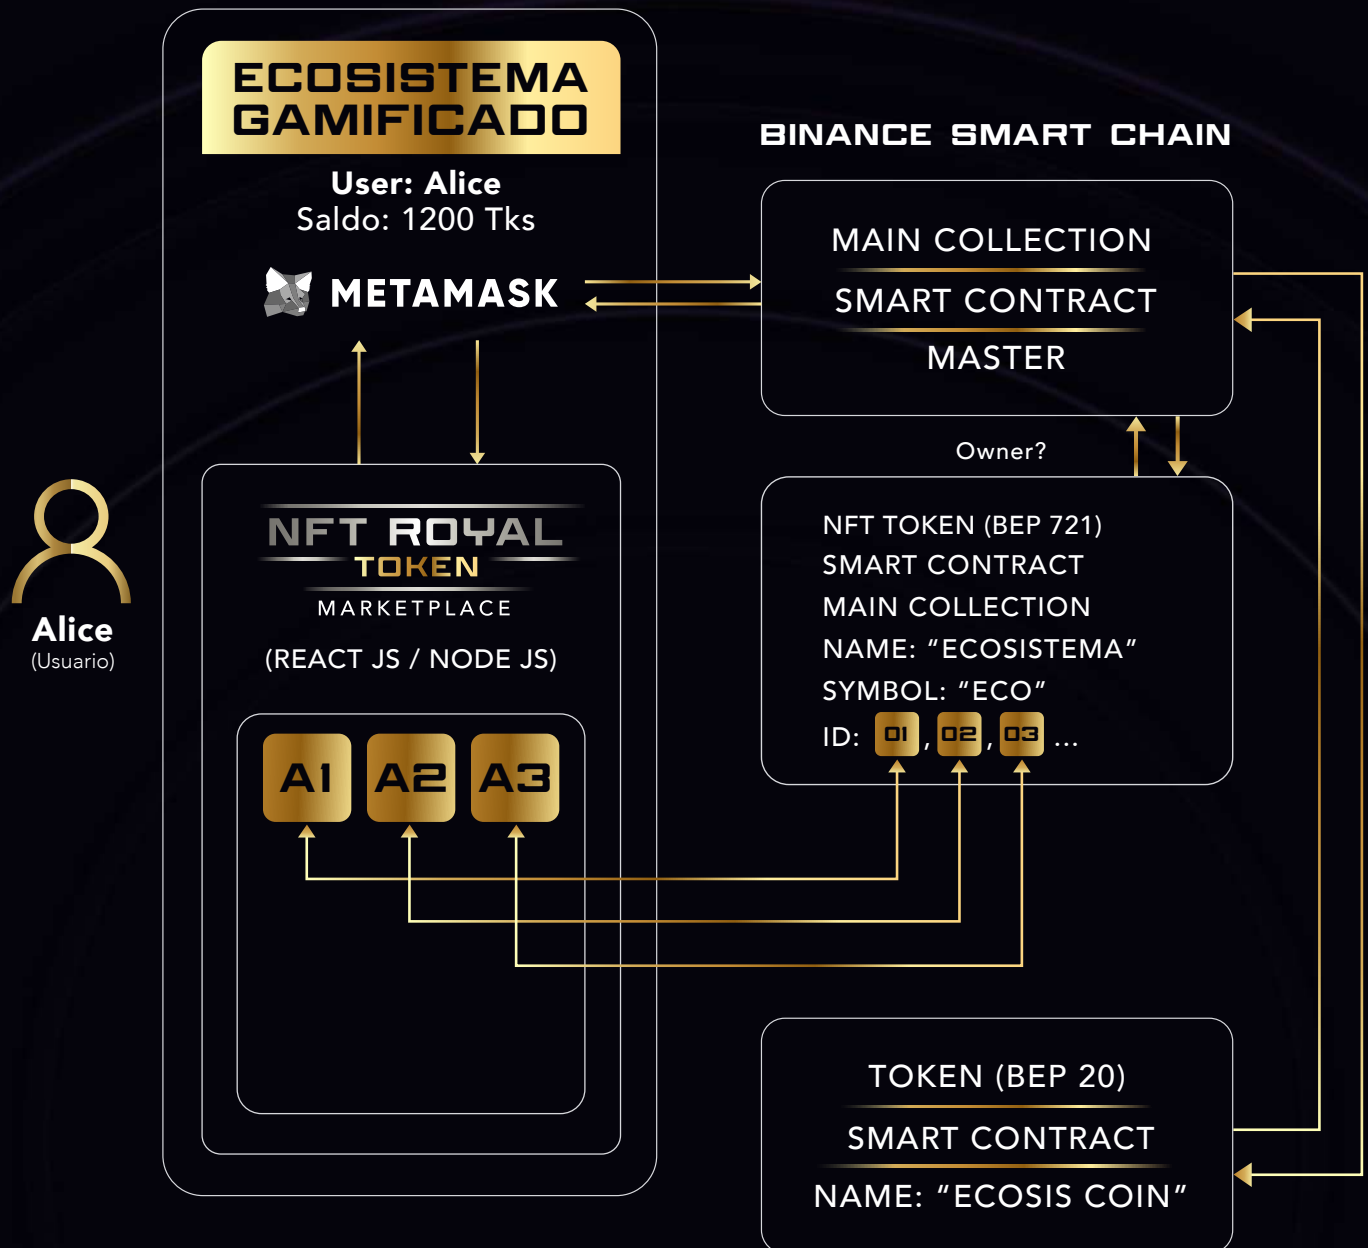 ECOSISTEMA
GAMIFICADO
User: Alice
Saldo: 1200 Tks
METAMASK
Alice
(Usuario)
NFT ROYAL
TOKEN
MARKETPLACE
(REACT JS / NODE JS)
A1 A2 A3
BINANCE SMART CHAIN
MAIN COLLECTION
SMART CONTRACT
MASTER
Owner?
NFT TOKEN (BEP 721)
SMART CONTRACT
MAIN COLLECTION
NAME: “ECOSISTEMA”
SYMBOL: “ECO”
ID: 01 , 02 , 03 ...
TOKEN (BEP 20)
SMART CONTRACT
NAME: “ECOSIS COIN”